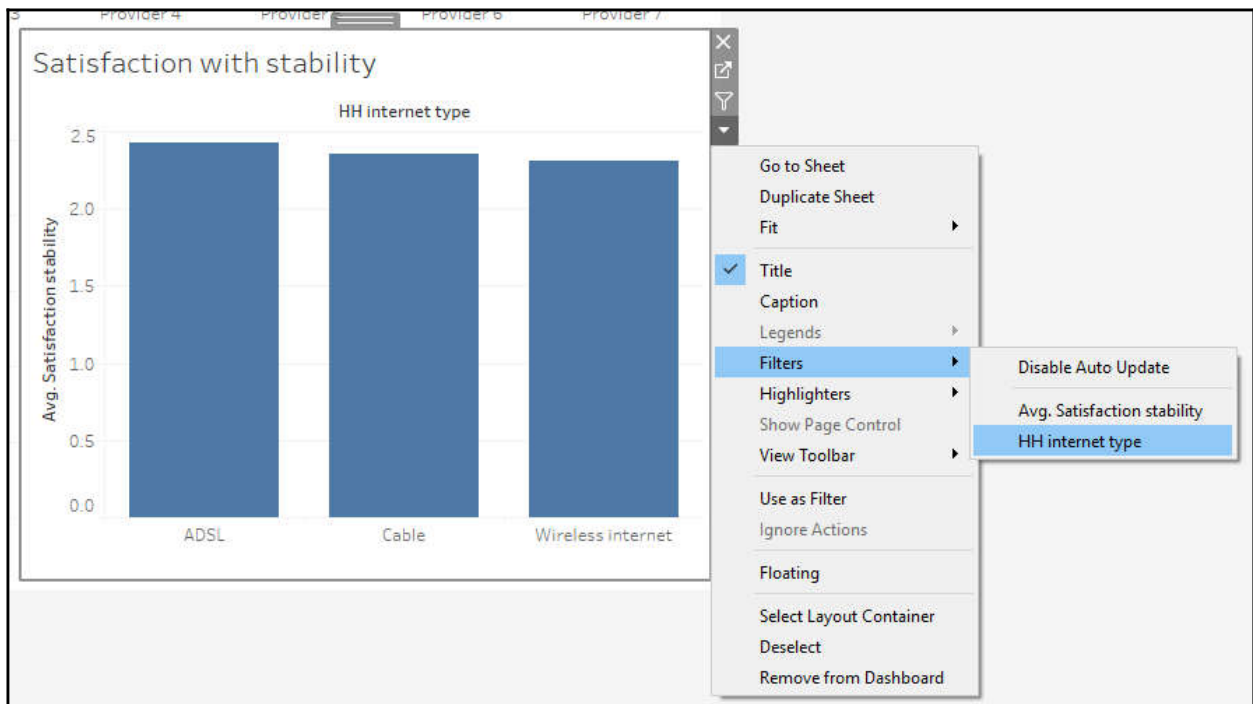 3 Provider 4 Provider Provider 6 Provider 7
Satisfaction with stability
HH internet type
2.5
2.0
1.5
1.0
0.5
0.0
Avg. Satisfaction stability
ADSL Cable Wireless internet
Go to Sheet
Duplicate Sheet
Fit
Title
Caption
Legends
Filters
Highlighters
Show Page Control
View Toolbar
Use as Filter
Ignore Actions
Floating
Select Layout Container
Deselect
Remove from Dashboard
Disable Auto Update
Avg. Satisfaction stability
HH internet type